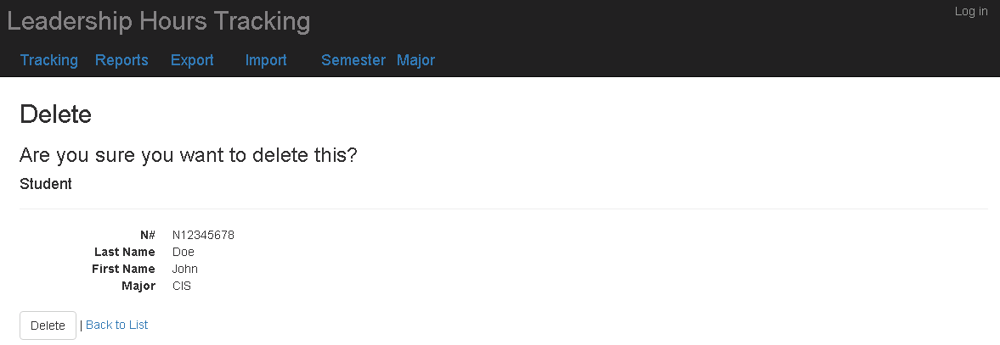 Leadership Hours Tracking
Log in
Tracking Reports Export Import Semester Major
Delete
Are you sure you want to delete this?
Student
N# N12345678
Last Name Doe
First Name John
Major CIS
Delete | Back to List